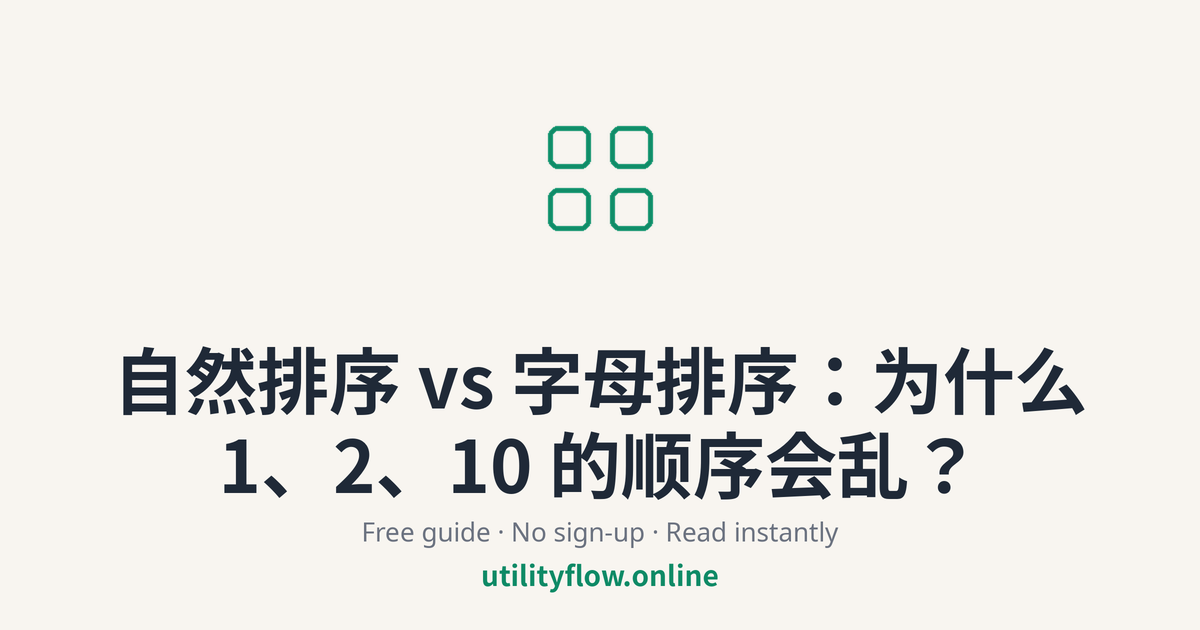 自然排序 vs 字母排序：为什么
1、2、10 的顺序会乱？
Free guide · No sign-up · Read instantly
utilityflow.online